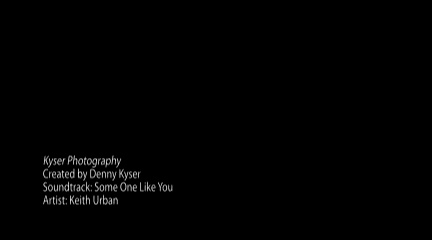 Kyser Photography
Created by Denny Kyser
Soundtrack: Some One Like You
Artist: Keith Urban